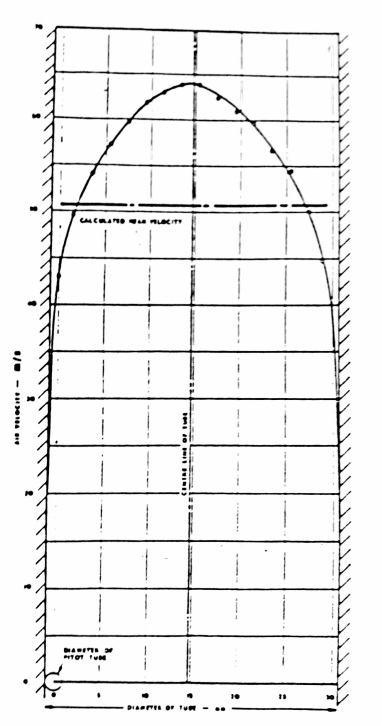 70
60
50
40
30
20
10
0
AIR VELOCITY — m/s
CALCULATED MEAN VELOCITY
CENTRE LINE OF TUBE
DIAMETER OF
PITOT TUBE
0 5 10 15 20 25 30
DIAMETER OF TUBE — mm